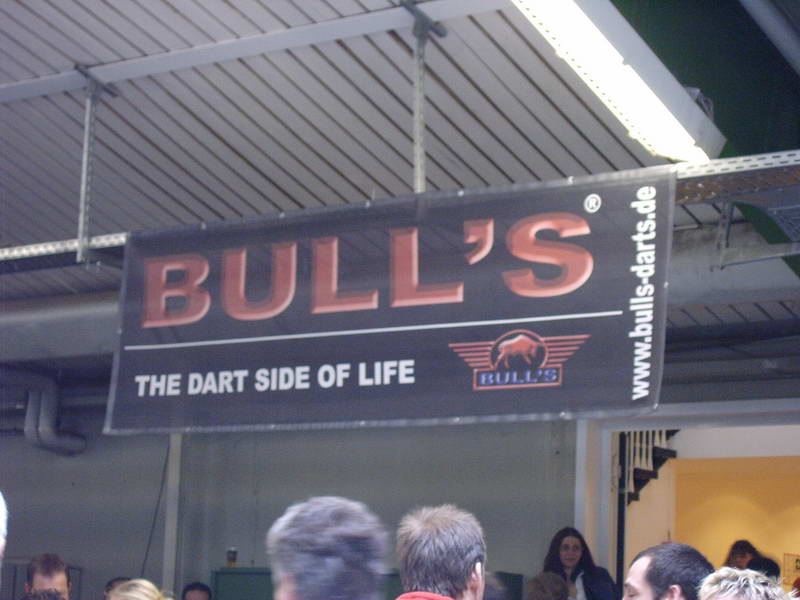 BULL'S®
THE DART SIDE OF LIFE
BULL'S
www.bulls-darts.de